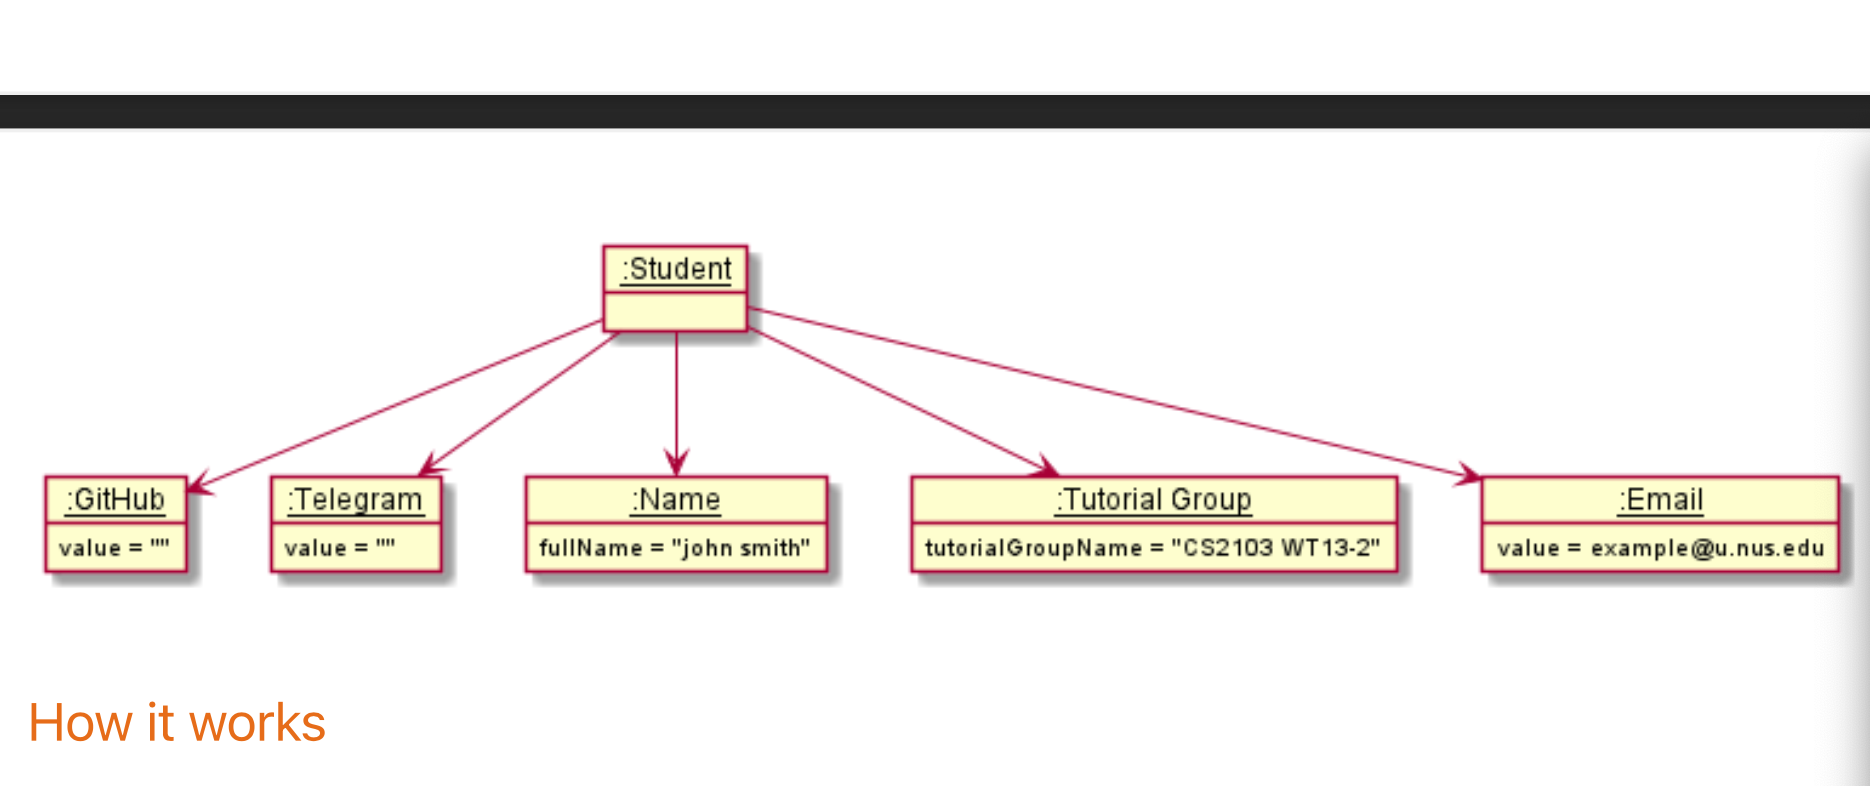 :Student
:GitHub
value = ""
:Telegram
value = ""
:Name
fullName = "john smith"
:Tutorial Group
tutorialGroupName = "CS2103 WT13-2"
:Email
value = example@u.nus.edu
How it works